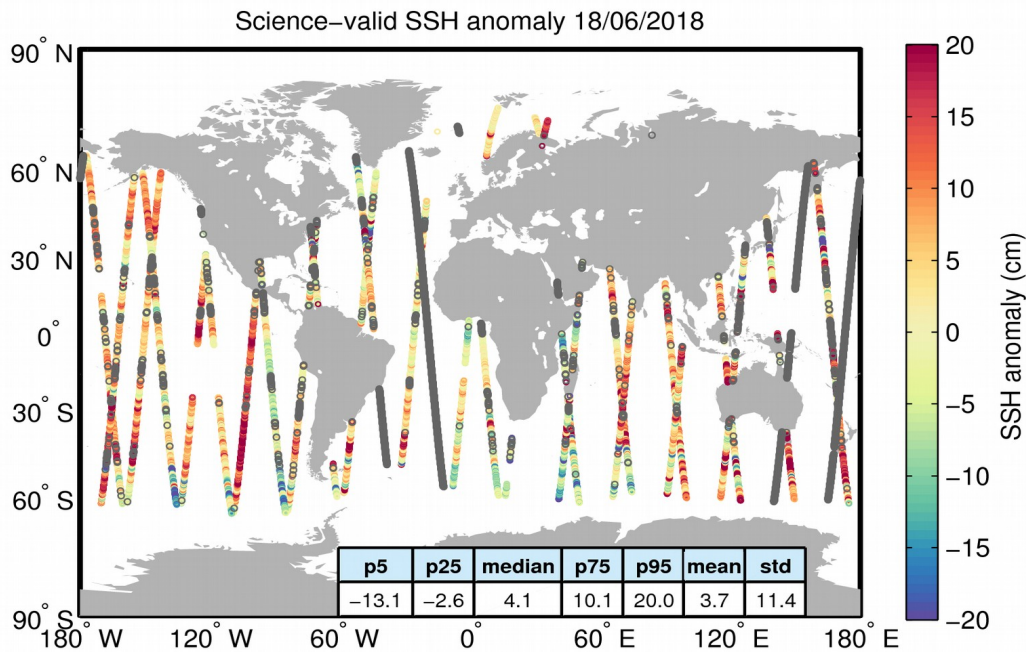 Science−valid SSH anomaly 18/06/2018
90° N
60° N
30° N
0°
30° S
60° S
90° S
180° W
120° W
60° W
0°
60° E
120° E
180° E
p5 p25 median p75 p95 mean std
−13.1 −2.6 4.1 10.1 20.0 3.7 11.4
20
15
10
5
0
−5
−10
−15
−20
SSH anomaly (cm)